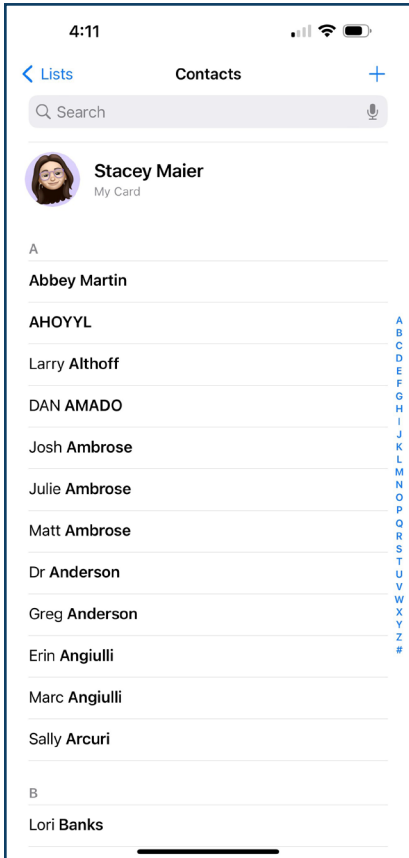 4:11
Lists
Contacts
Search
Stacey Maier
My Card
A
Abbey Martin
AHOYYL
Larry Althoff
DAN AMADO
Josh Ambrose
Julie Ambrose
Matt Ambrose
Dr Anderson
Greg Anderson
Erin Angiulli
Marc Angiulli
Sally Arcuri
B
Lori Banks
A
B
C
D
E
F
G
H
I
J
K
L
M
N
O
P
Q
R
S
T
U
V
W
X
Y
Z
#